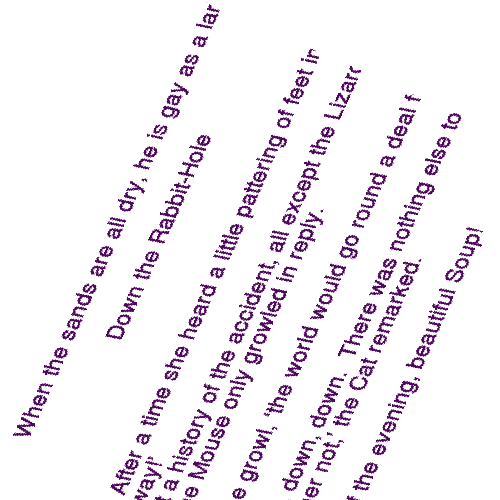 When the sands are all dry, he is gay as a lar
Down the Rabbit-Hole
After a time she heard a little pattering of feet in
way!'
a history of the accident, all except the Lizar
Mouse only growled in reply.
growl, 'the world would go round a deal f
down, down. There was nothing else to
not,' the Cat remarked.
the evening, beautiful Soup!